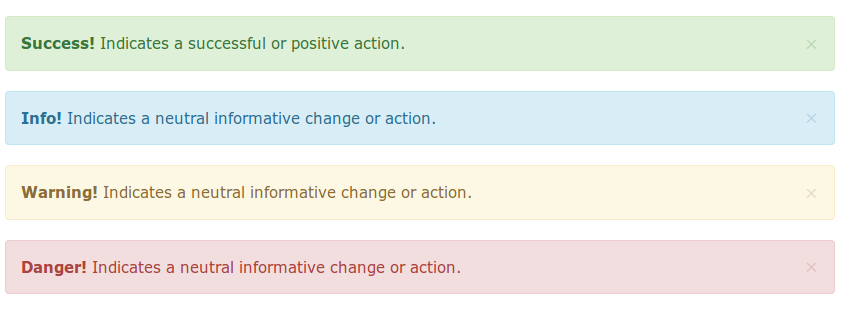 Success! Indicates a successful or positive action. ×
Info! Indicates a neutral informative change or action. ×
Warning! Indicates a neutral informative change or action. ×
Danger! Indicates a neutral informative change or action. ×